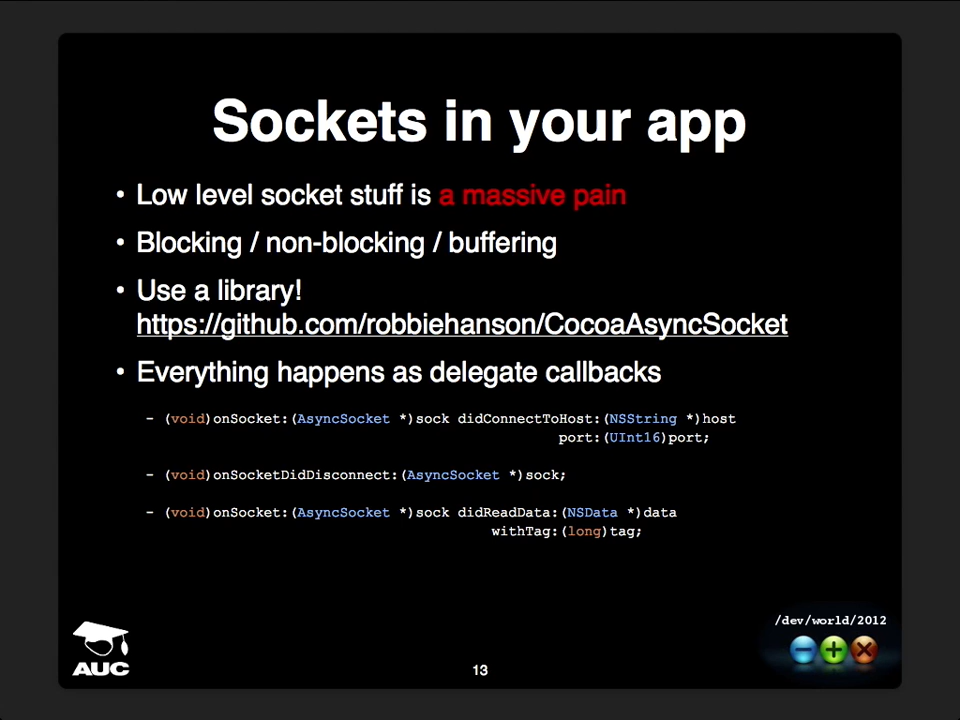 Sockets in your app
• Low level socket stuff is a massive pain
• Blocking / non-blocking / buffering
• Use a library!
https://github.com/robbiehanson/CocoaAsyncSocket
• Everything happens as delegate callbacks
- (void)onSocket:(AsyncSocket *)sock didConnectToHost:(NSString *)host
port:(UInt16)port;
- (void)onSocketDidDisconnect:(AsyncSocket *)sock;
- (void)onSocket:(AsyncSocket *)sock didReadData:(NSData *)data
withTag:(long)tag;
/dev/world/2012
AUC
13